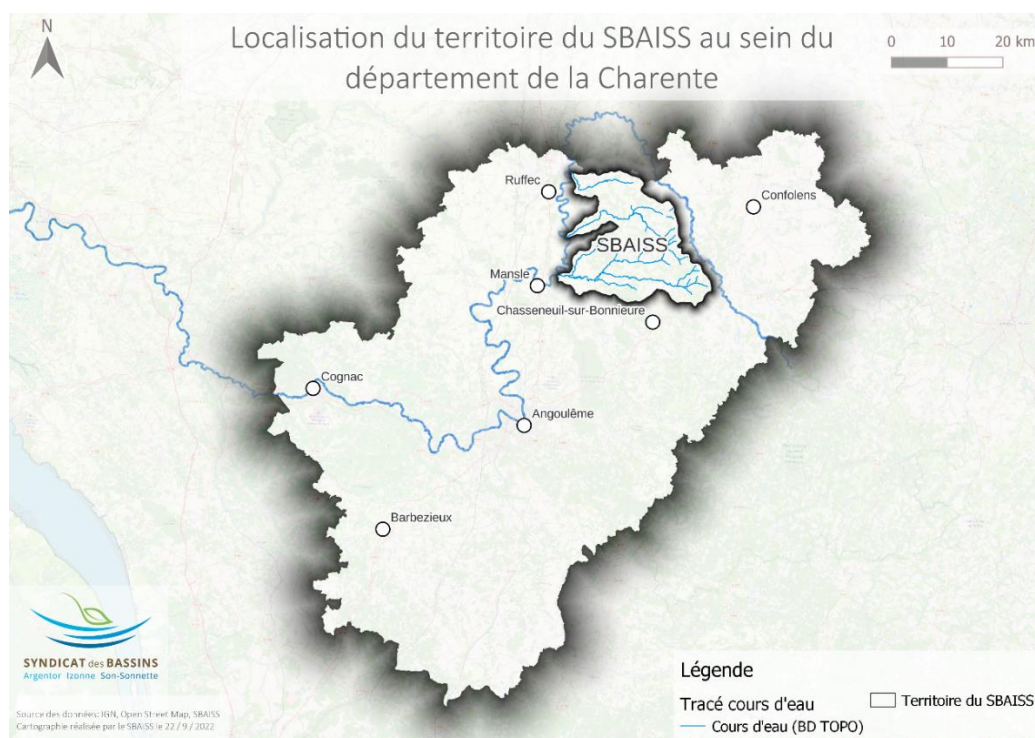 N
Localisation du territoire du SBAISS au sein du
département de la Charente
0 10 20 km
Ruffec
Confolens
SBAISS
Mansle
Chasseneuil-sur-Bonnieure
Cognac
Angoulême
Barbezieux
SYNDICAT des BASSINS
Argentor Izonne Son-Sonnette
Source des données: IGN, Open Street Map, SBAISS
Cartographie réalisée par le SBAISS le 22 / 9 / 2022
Légende
Tracé cours d'eau
Cours d'eau (BD TOPO)
Territoire du SBAISS